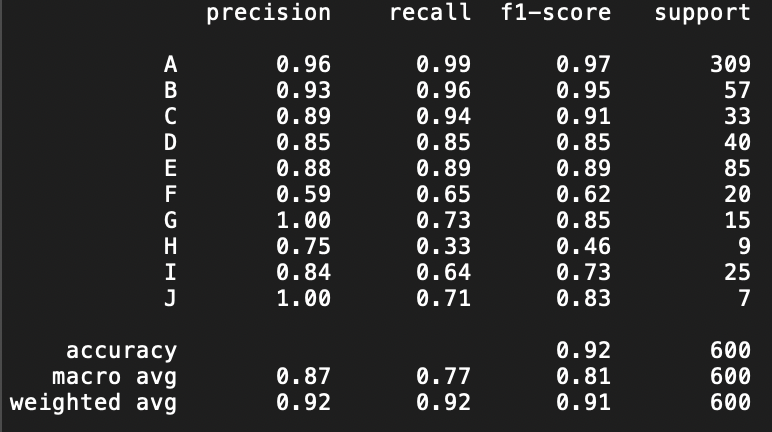 precision recall f1-score support
A 0.96 0.99 0.97 309
B 0.93 0.96 0.95 57
C 0.89 0.94 0.91 33
D 0.85 0.85 0.85 40
E 0.88 0.89 0.89 85
F 0.59 0.65 0.62 20
G 1.00 0.73 0.85 15
H 0.75 0.33 0.46 9
I 0.84 0.64 0.73 25
J 1.00 0.71 0.83 7
accuracy 0.92 600
macro avg 0.87 0.77 0.81 600
weighted avg 0.92 0.92 0.91 600